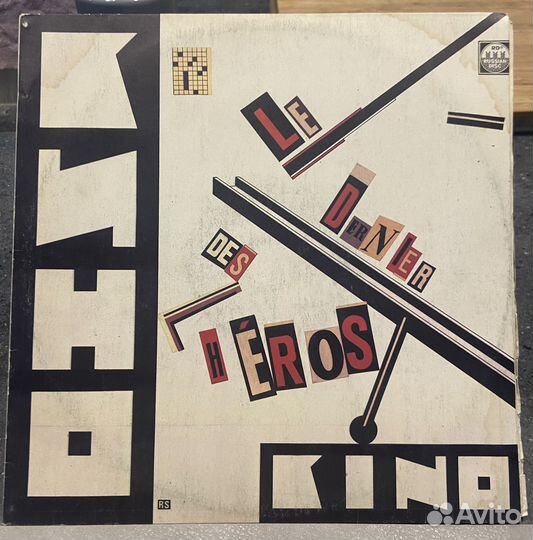 КИНО
RD®
RUSSIAN
DISC
LE
DERNIER
DES
HÉROS
KINO
RS
Avito